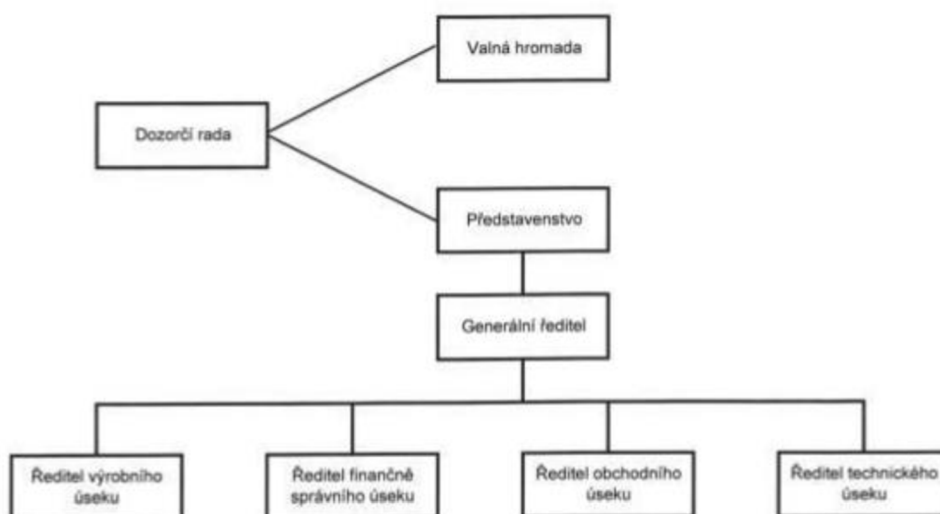 Valná hromada
Dozorčí rada
Představenstvo
Generální ředitel
Ředitel výrobního
úseku
Ředitel finančně
správního úseku
Ředitel obchodního
úseku
Ředitel technického
úseku